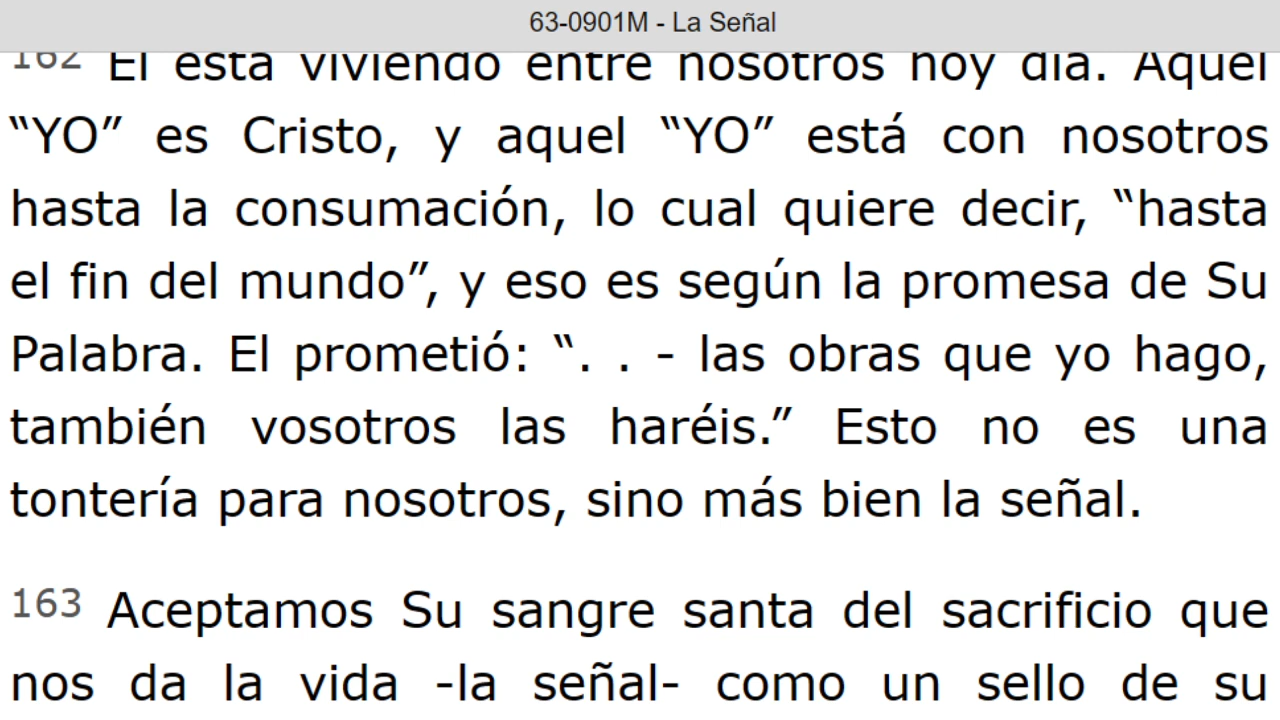 63-0901M - La Señal
162 El está viviendo entre nosotros hoy día. Aquel
“YO” es Cristo, y aquel “YO” está con nosotros
hasta la consumación, lo cual quiere decir, “hasta
el fin del mundo”, y eso es según la promesa de Su
Palabra. El prometió: “. . - las obras que yo hago,
también vosotros las haréis.” Esto no es una
tontería para nosotros, sino más bien la señal.
163 Aceptamos Su sangre santa del sacrificio que
nos da la vida -la señal- como un sello de su